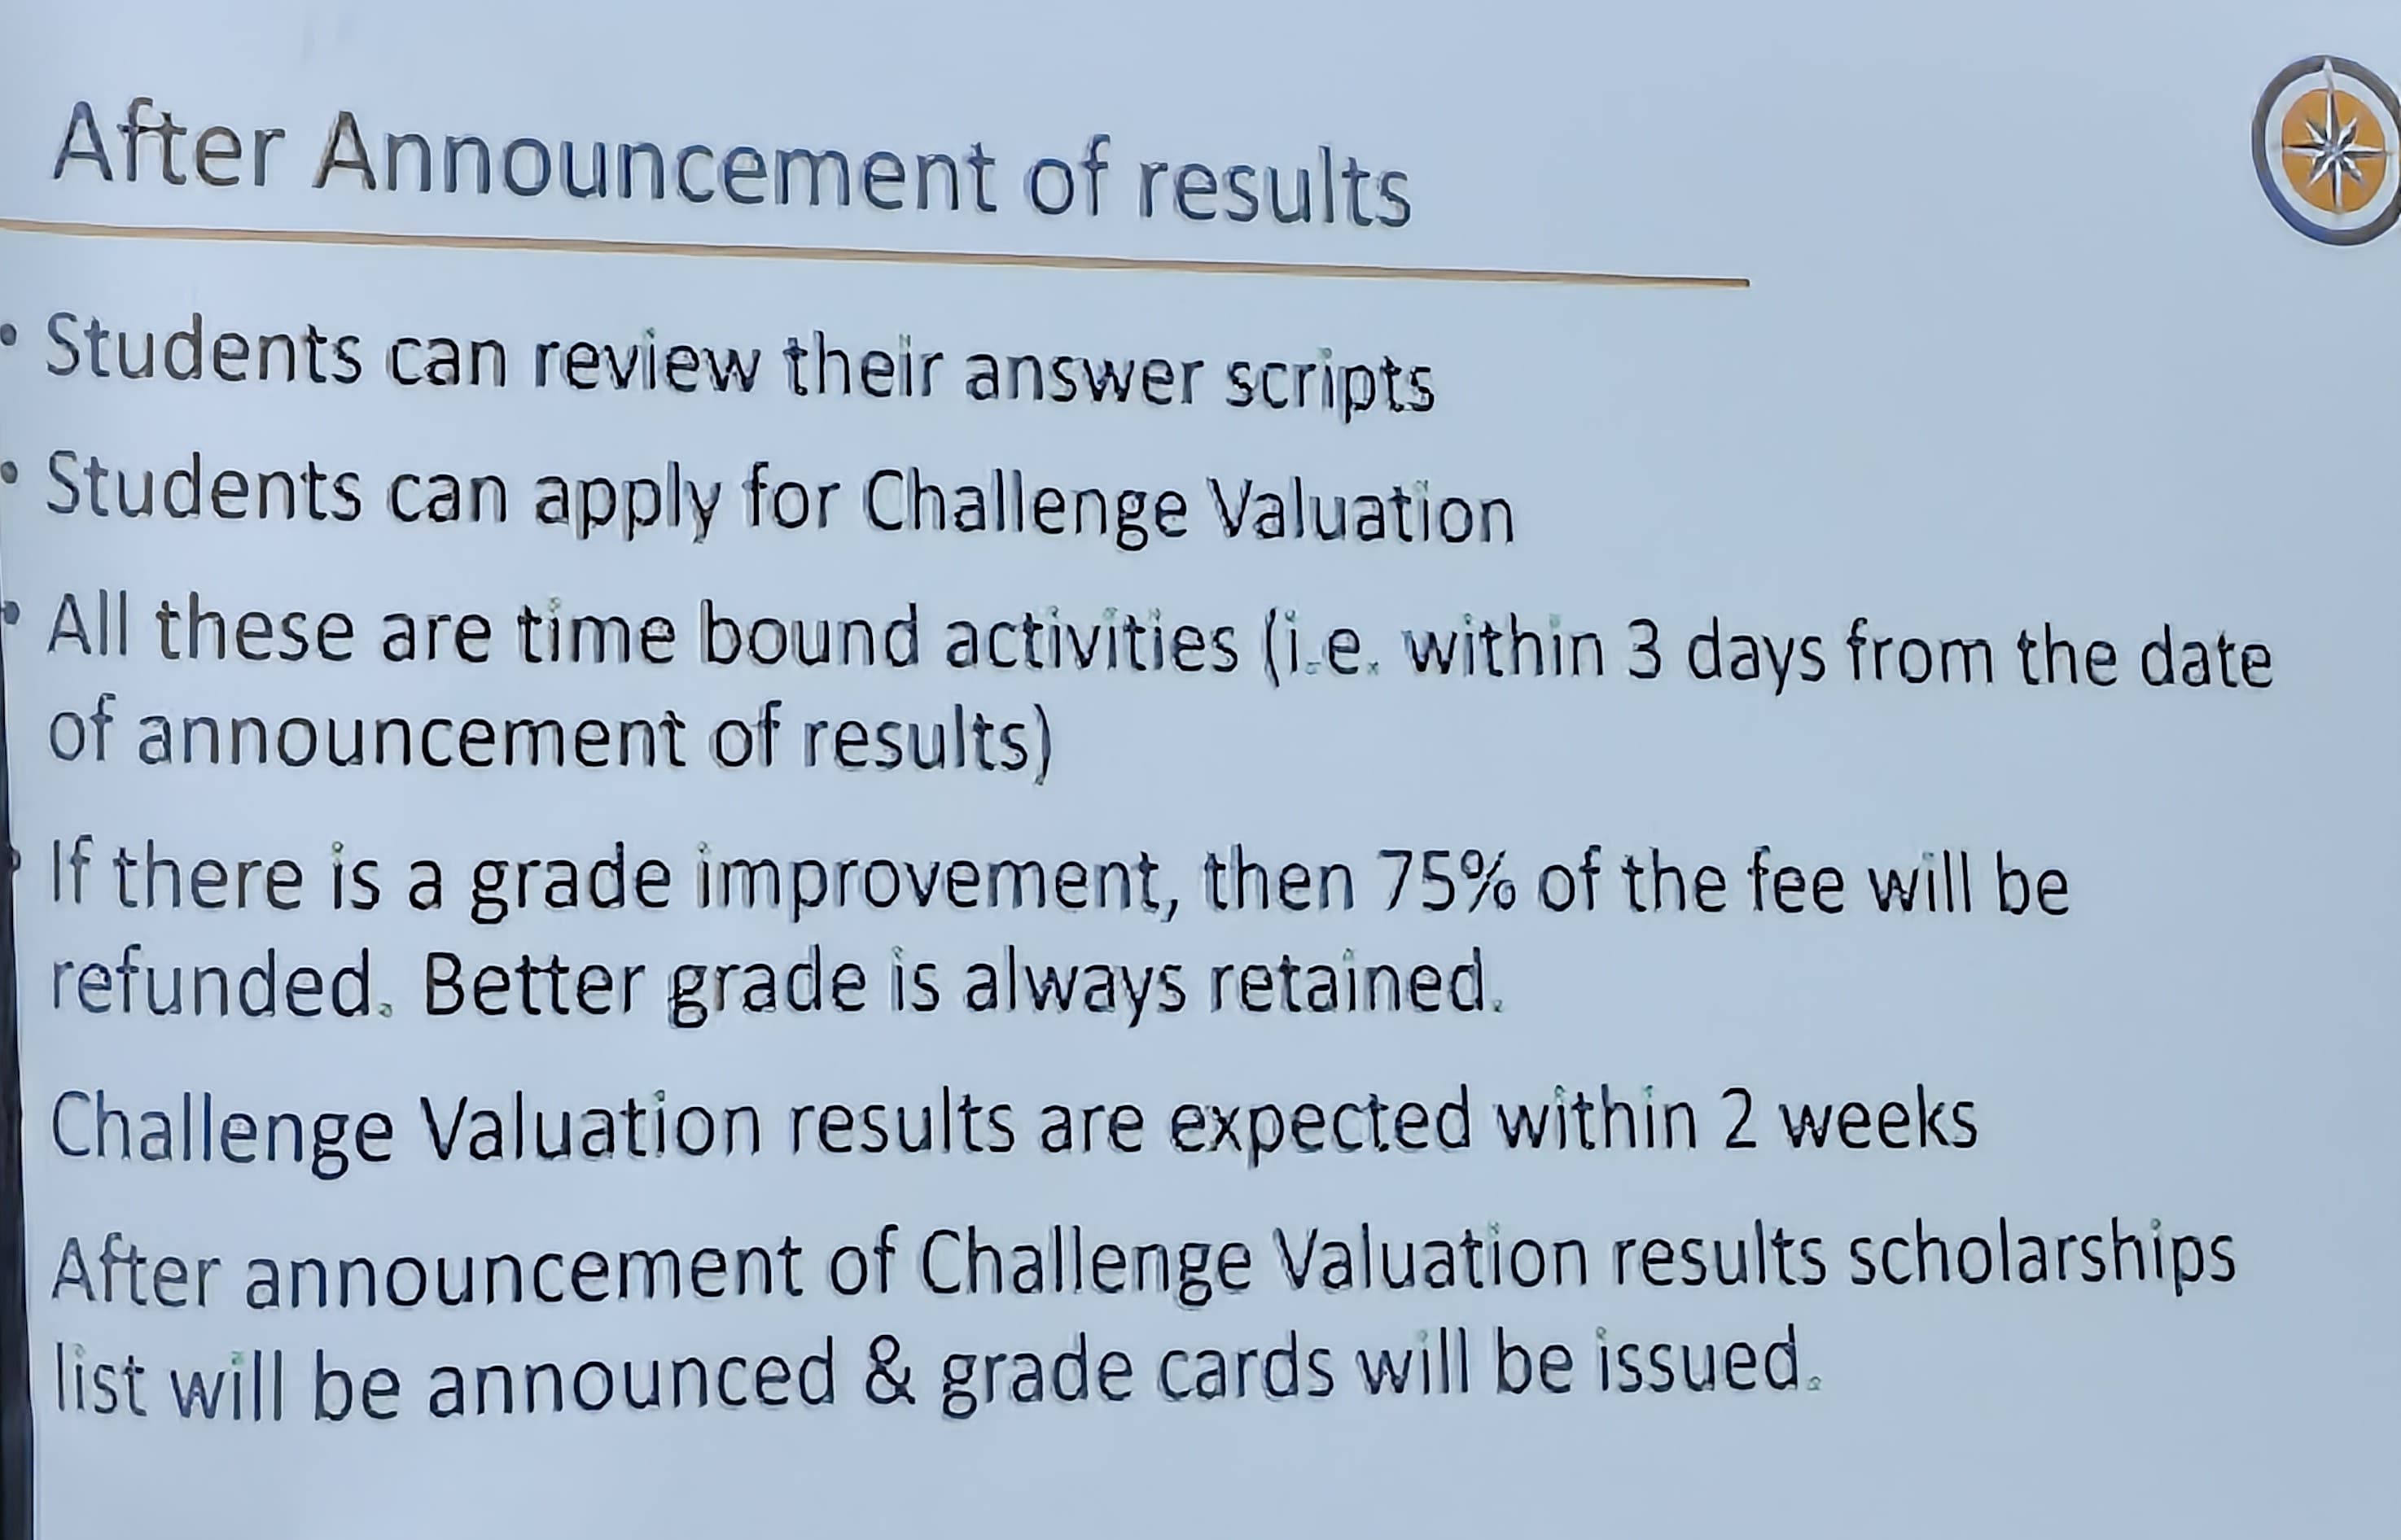 After Announcement of results
• Students can review their answer scripts
• Students can apply for Challenge Valuation
• All these are time bound activities (i.e. within 3 days from the date
of announcement of results)
• If there is a grade improvement, then 75% of the fee will be
refunded. Better grade is always retained.
Challenge Valuation results are expected within 2 weeks
After announcement of Challenge Valuation results scholarships
list will be announced & grade cards will be issued.